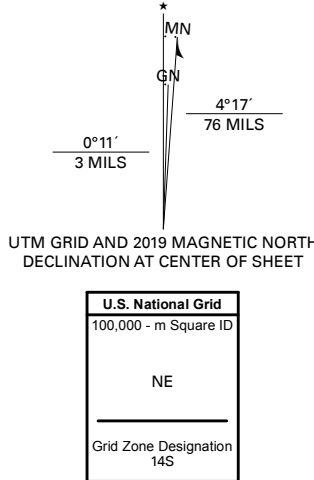 MN
GN
4°17´
76 MILS
0°11´
3 MILS
UTM GRID AND 2019 MAGNETIC NORTH
DECLINATION AT CENTER OF SHEET
U.S. National Grid
100,000 - m Square ID
NE
Grid Zone Designation
14S